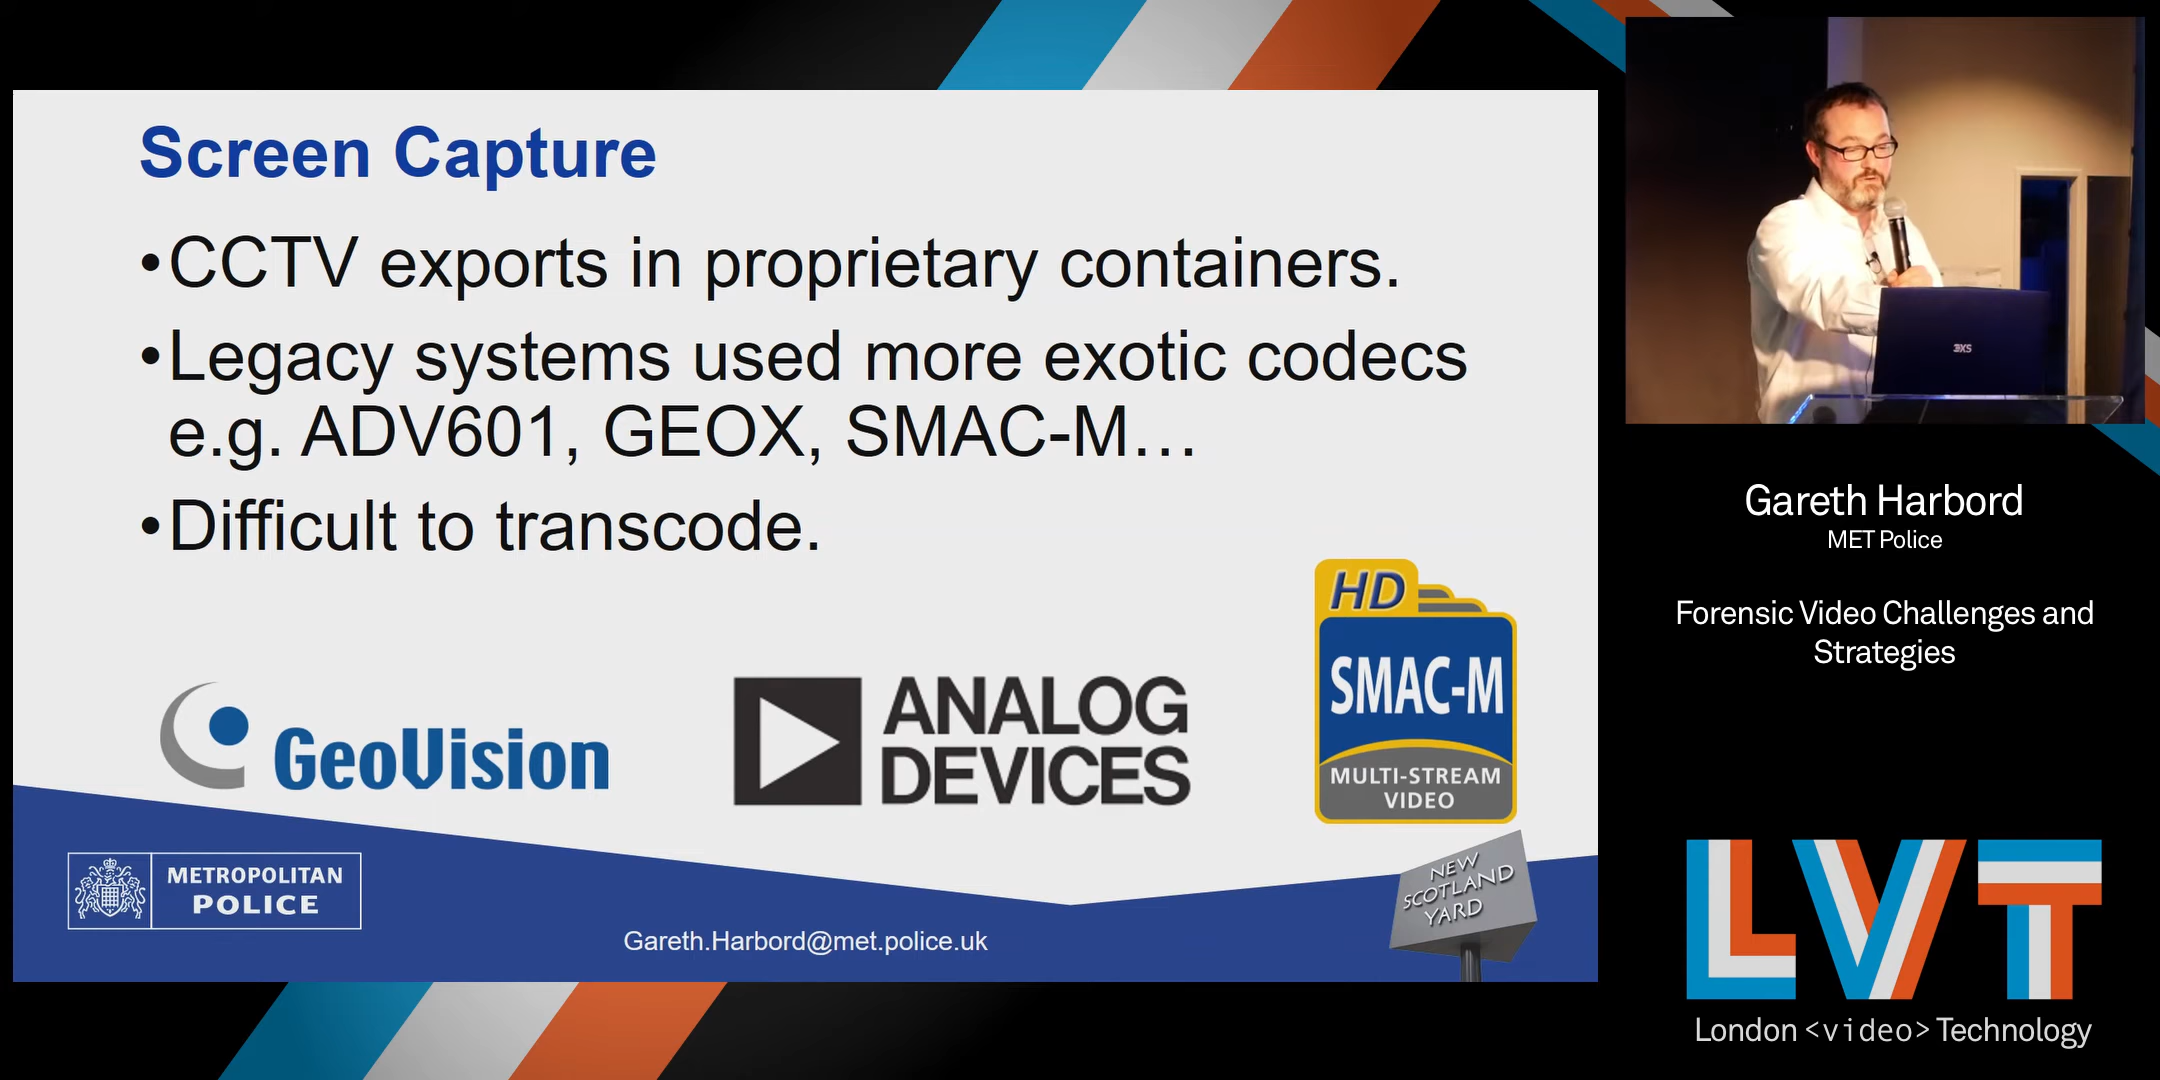 Screen Capture
•CCTV exports in proprietary containers.
•Legacy systems used more exotic codecs
e.g. ADV601, GEOX, SMAC-M…
•Difficult to transcode.
HD
SMAC-M
MULTI-STREAM
VIDEO
GeoVision
ANALOG
DEVICES
METROPOLITAN
POLICE
Gareth.Harbord@met.police.uk
NEW
SCOTLAND
YARD
3XS
Gareth Harbord
MET Police
Forensic Video Challenges and
Strategies
LVT
London <video> Technology